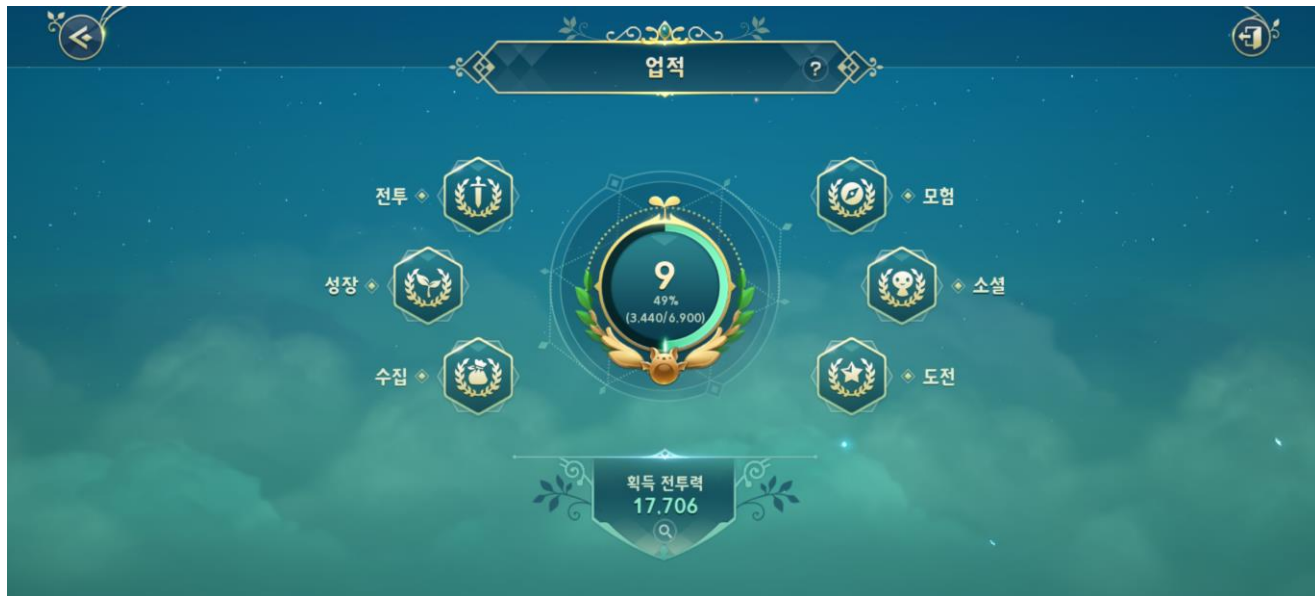 업적
?
전투
성장
수집
9
49%
(3,440/6,900)
모험
소셜
도전
획득 전투력
17,706